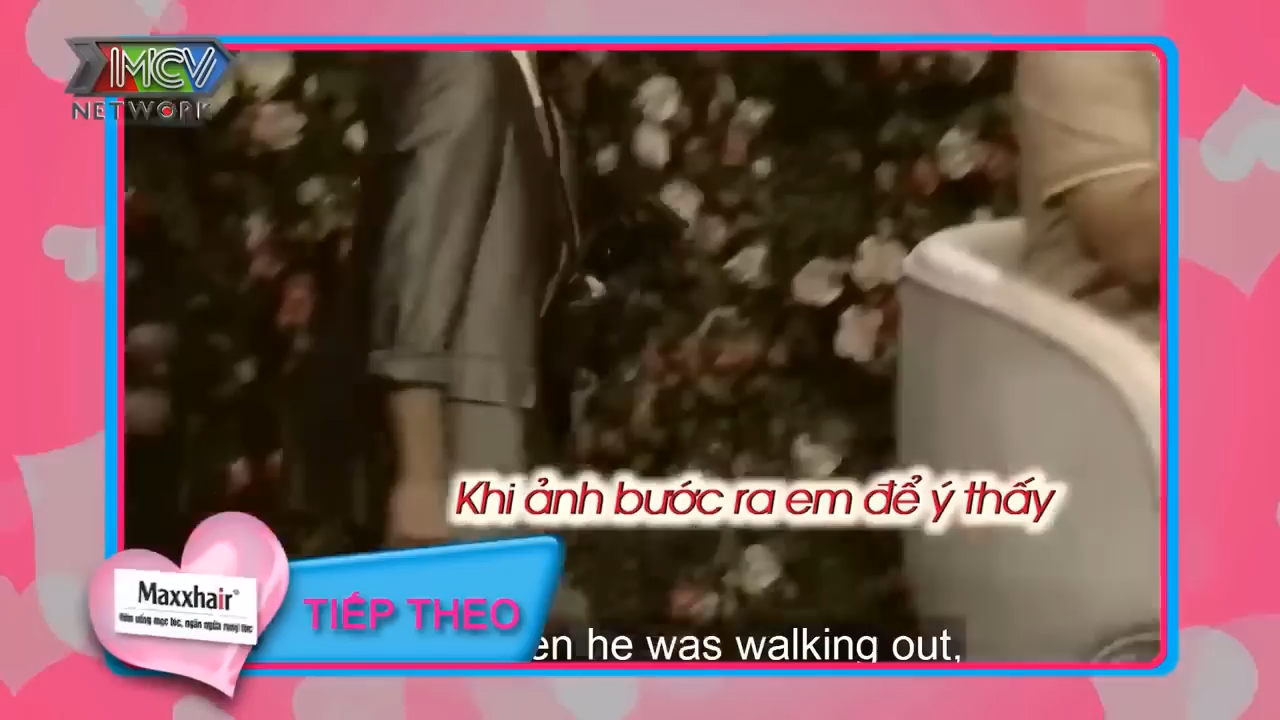 MCV
NETWORK
Khi ảnh bước ra em để ý thấy
Maxxhair®
TIẾP THEO
en he was walking out,